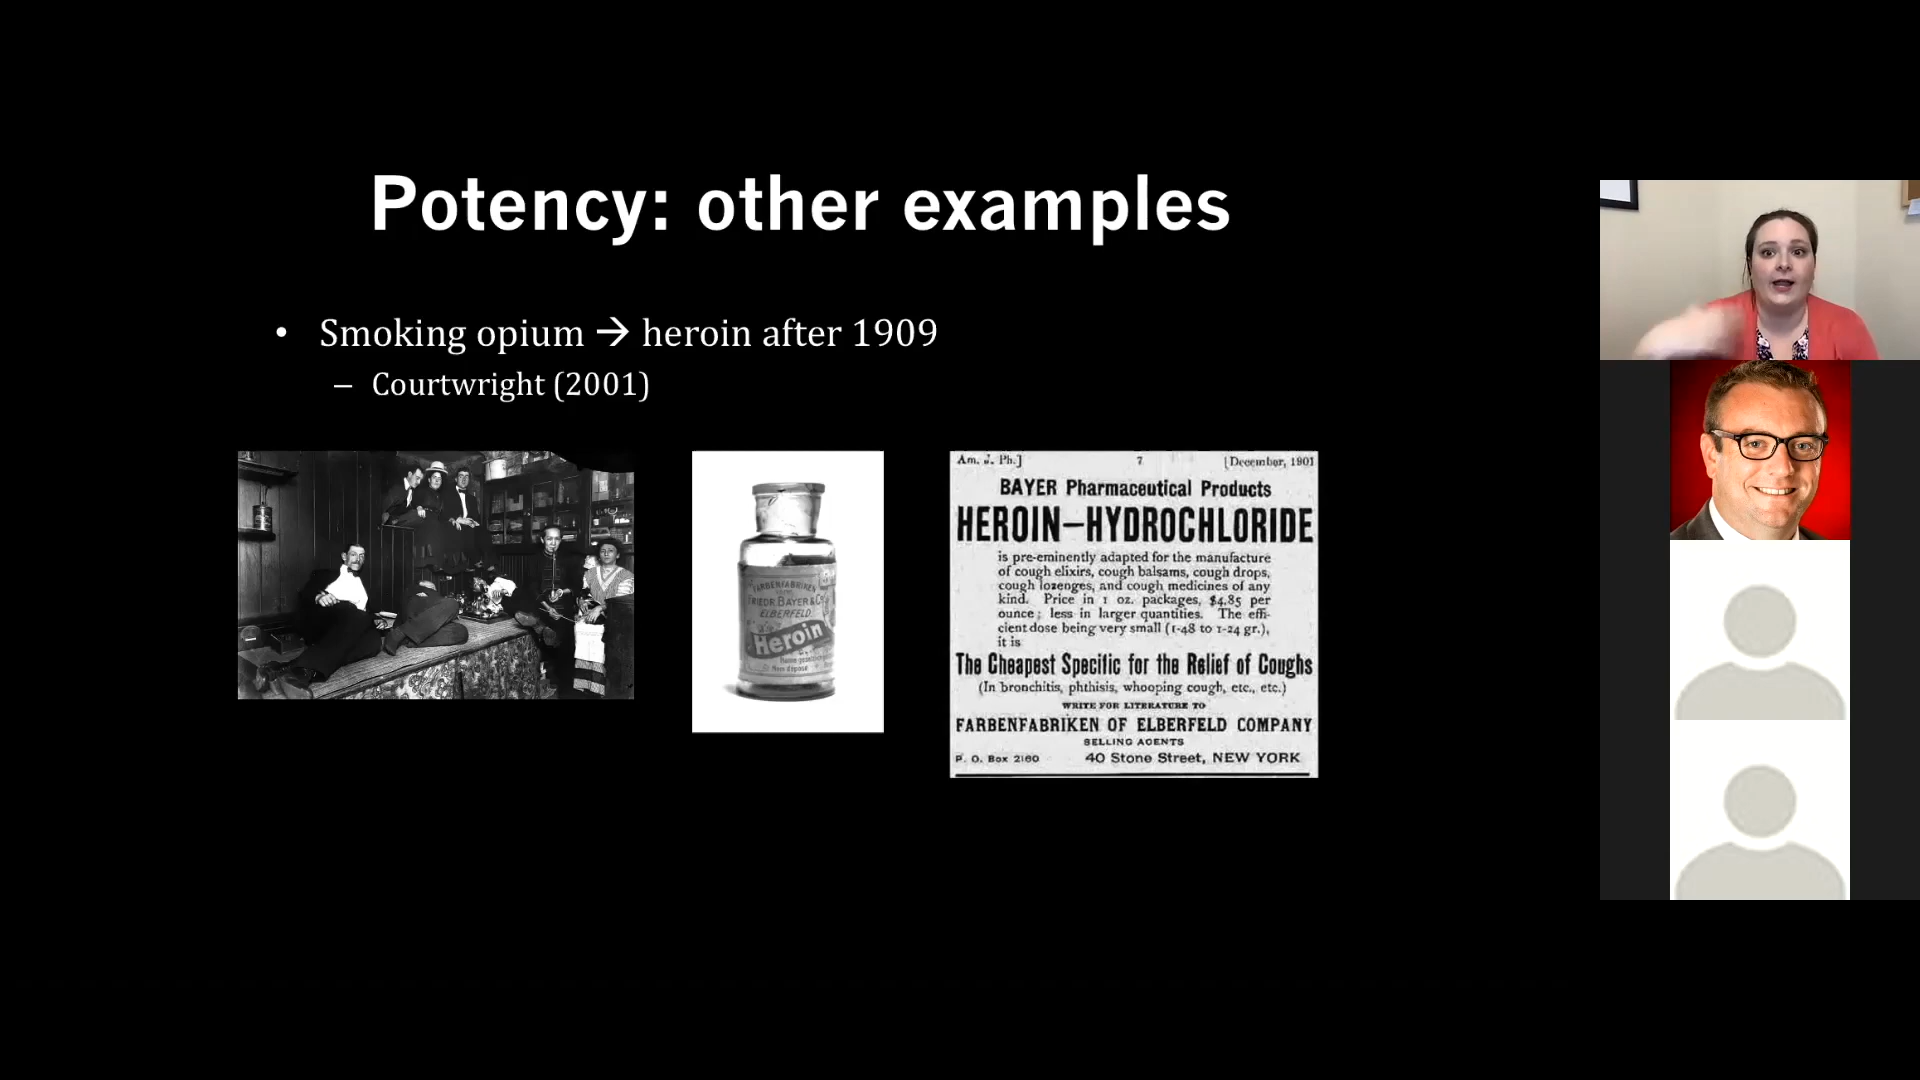 Potency: other examples
• Smoking opium → heroin after 1909
– Courtwright (2001)
FARBENFABRIKEN
FRIEDR. BAYER & Co.
ELBERFELD
Heroin
Am. J. Ph.] 7 [December, 1901
BAYER Pharmaceutical Products
HEROIN—HYDROCHLORIDE
is pre-eminently adapted for the manufacture
of cough elixirs, cough balsams, cough drops,
cough lozenges, and cough medicines of any
kind. Price in 1 oz. packages, $4.85 per
ounce; less in larger quantities. The effi-
cient dose being very small (1-48 to 1-24 gr.),
it is
The Cheapest Specific for the Relief of Coughs
(In bronchitis, phthisis, whooping cough, etc., etc.)
WRITE FOR LITERATURE TO
FARBENFABRIKEN OF ELBERFELD COMPANY
SELLING AGENTS
P. O. Box 2160 40 Stone Street, NEW YORK